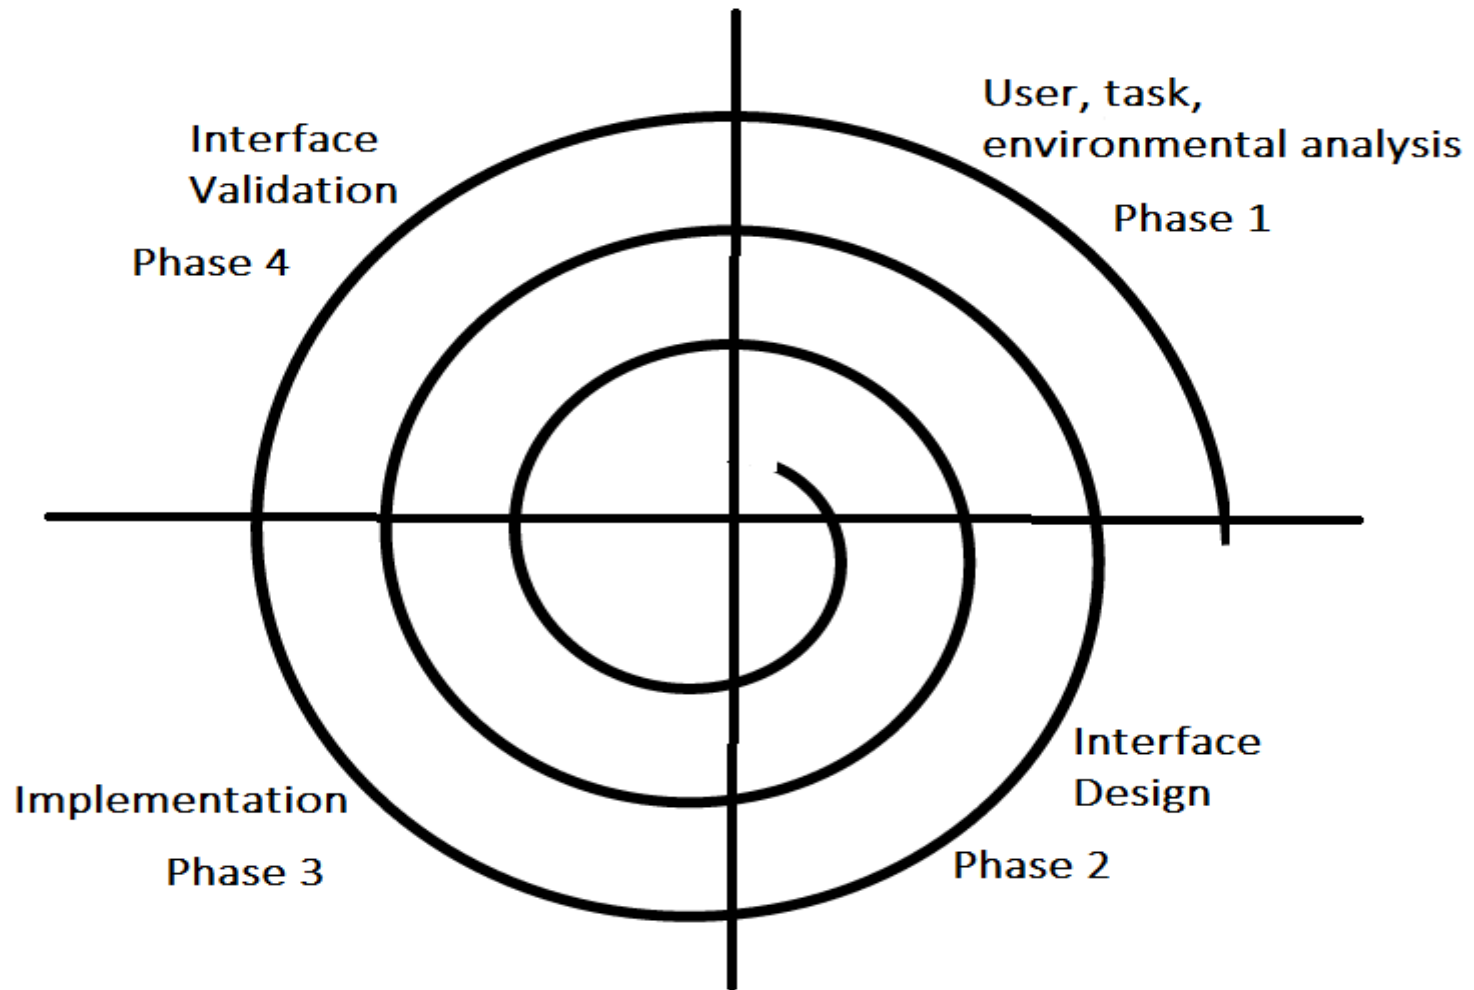 User, task,
environmental analysis
Phase 1
Interface
Design
Phase 2
Implementation
Phase 3
Interface
Validation
Phase 4